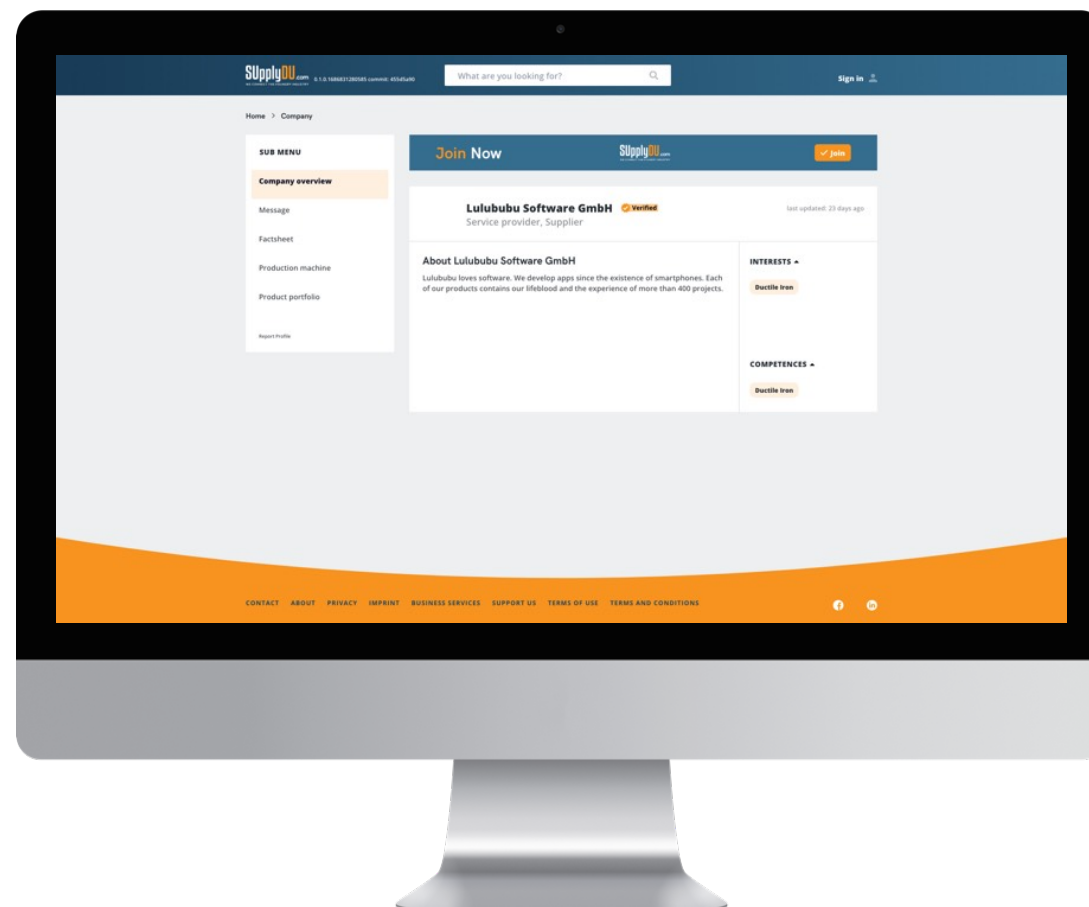 SUpplyDU.com
What are you looking for?
Sign in
Home > Company
SUB MENU
Company overview
Message
Factsheet
Production machine
Product portfolio
Report Profile
Join Now
SUpplyDU.com
Join
Lulububu Software GmbH Verified
Service provider, Supplier
last updated: 23 days ago
About Lulububu Software GmbH
Lulububu loves software. We develop apps since the existence of smartphones. Each
of our products contains our lifeblood and the experience of more than 400 projects.
INTERESTS
Ductile Iron
COMPETENCES
Ductile Iron
CONTACT ABOUT PRIVACY IMPRINT BUSINESS SERVICES SUPPORT US TERMS OF USE TERMS AND CONDITIONS